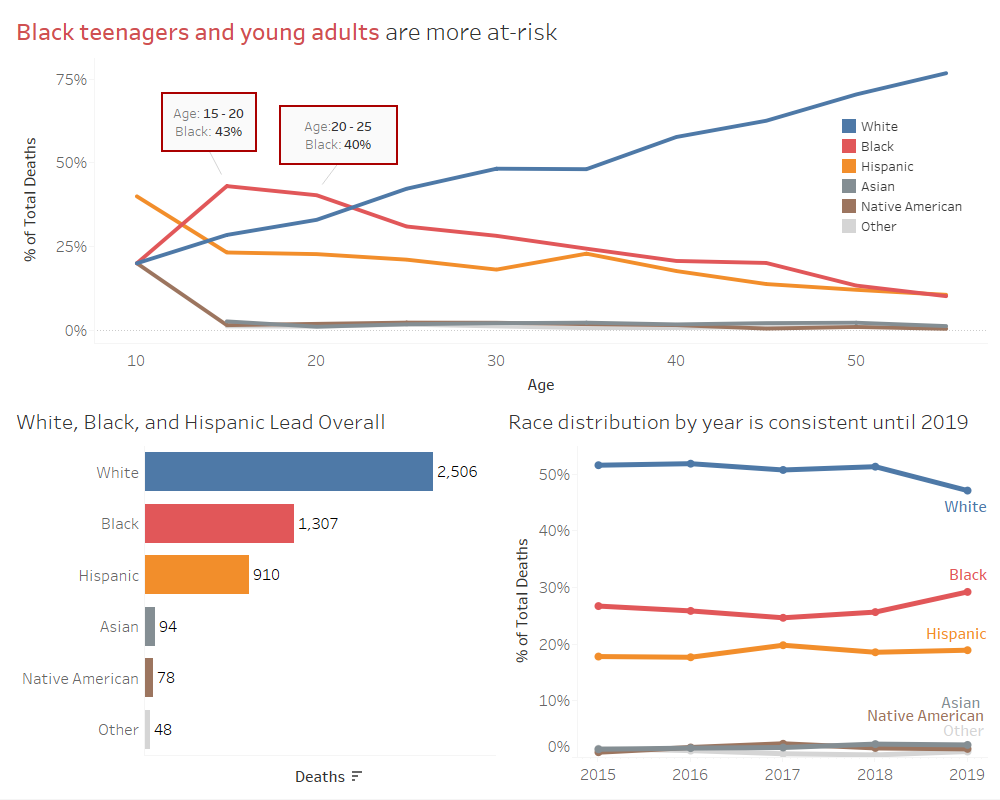 Black teenagers and young adults are more at-risk
75%
50%
25%
0%
% of Total Deaths
Age: 15 - 20
Black: 43%
Age:20 - 25
Black: 40%
White
Black
Hispanic
Asian
Native American
Other
10 20 30 40 50
Age
White, Black, and Hispanic Lead Overall
White 2,506
Black 1,307
Hispanic 910
Asian 94
Native American 78
Other 48
Deaths
Race distribution by year is consistent until 2019
50%
40%
30%
20%
10%
0%
% of Total Deaths
White
Black
Hispanic
Asian
Native American
Other
2015 2016 2017 2018 2019